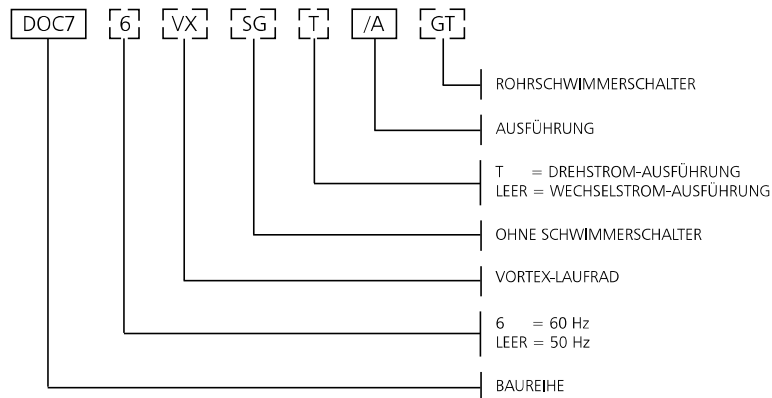 DOC7 6 VX SG T /A GT
ROHRSCHWIMMERSCHALTER
AUSFÜHRUNG
T = DREHSTROM-AUSFÜHRUNG
LEER = WECHSELSTROM-AUSFÜHRUNG
OHNE SCHWIMMERSCHALTER
VORTEX-LAUFRAD
6 = 60 Hz
LEER = 50 Hz
BAUREIHE